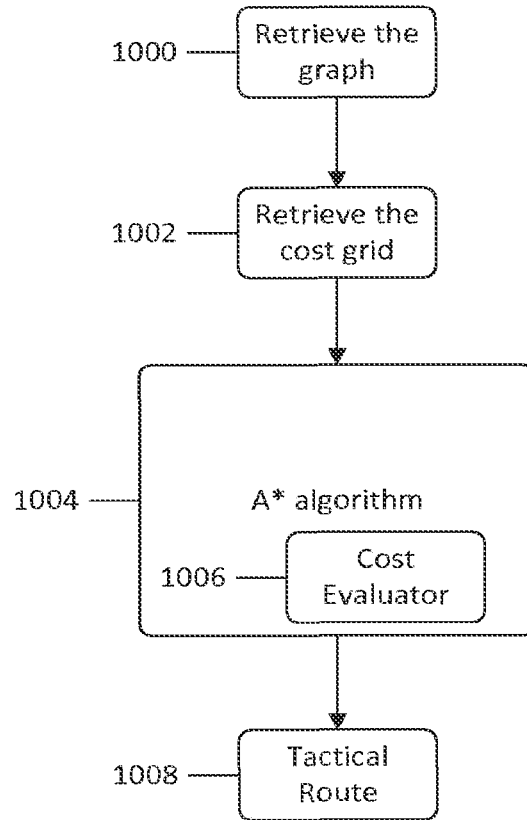 1000
Retrieve the
graph
1002
Retrieve the
cost grid
1004
A* algorithm
1006
Cost
Evaluator
1008
Tactical
Route